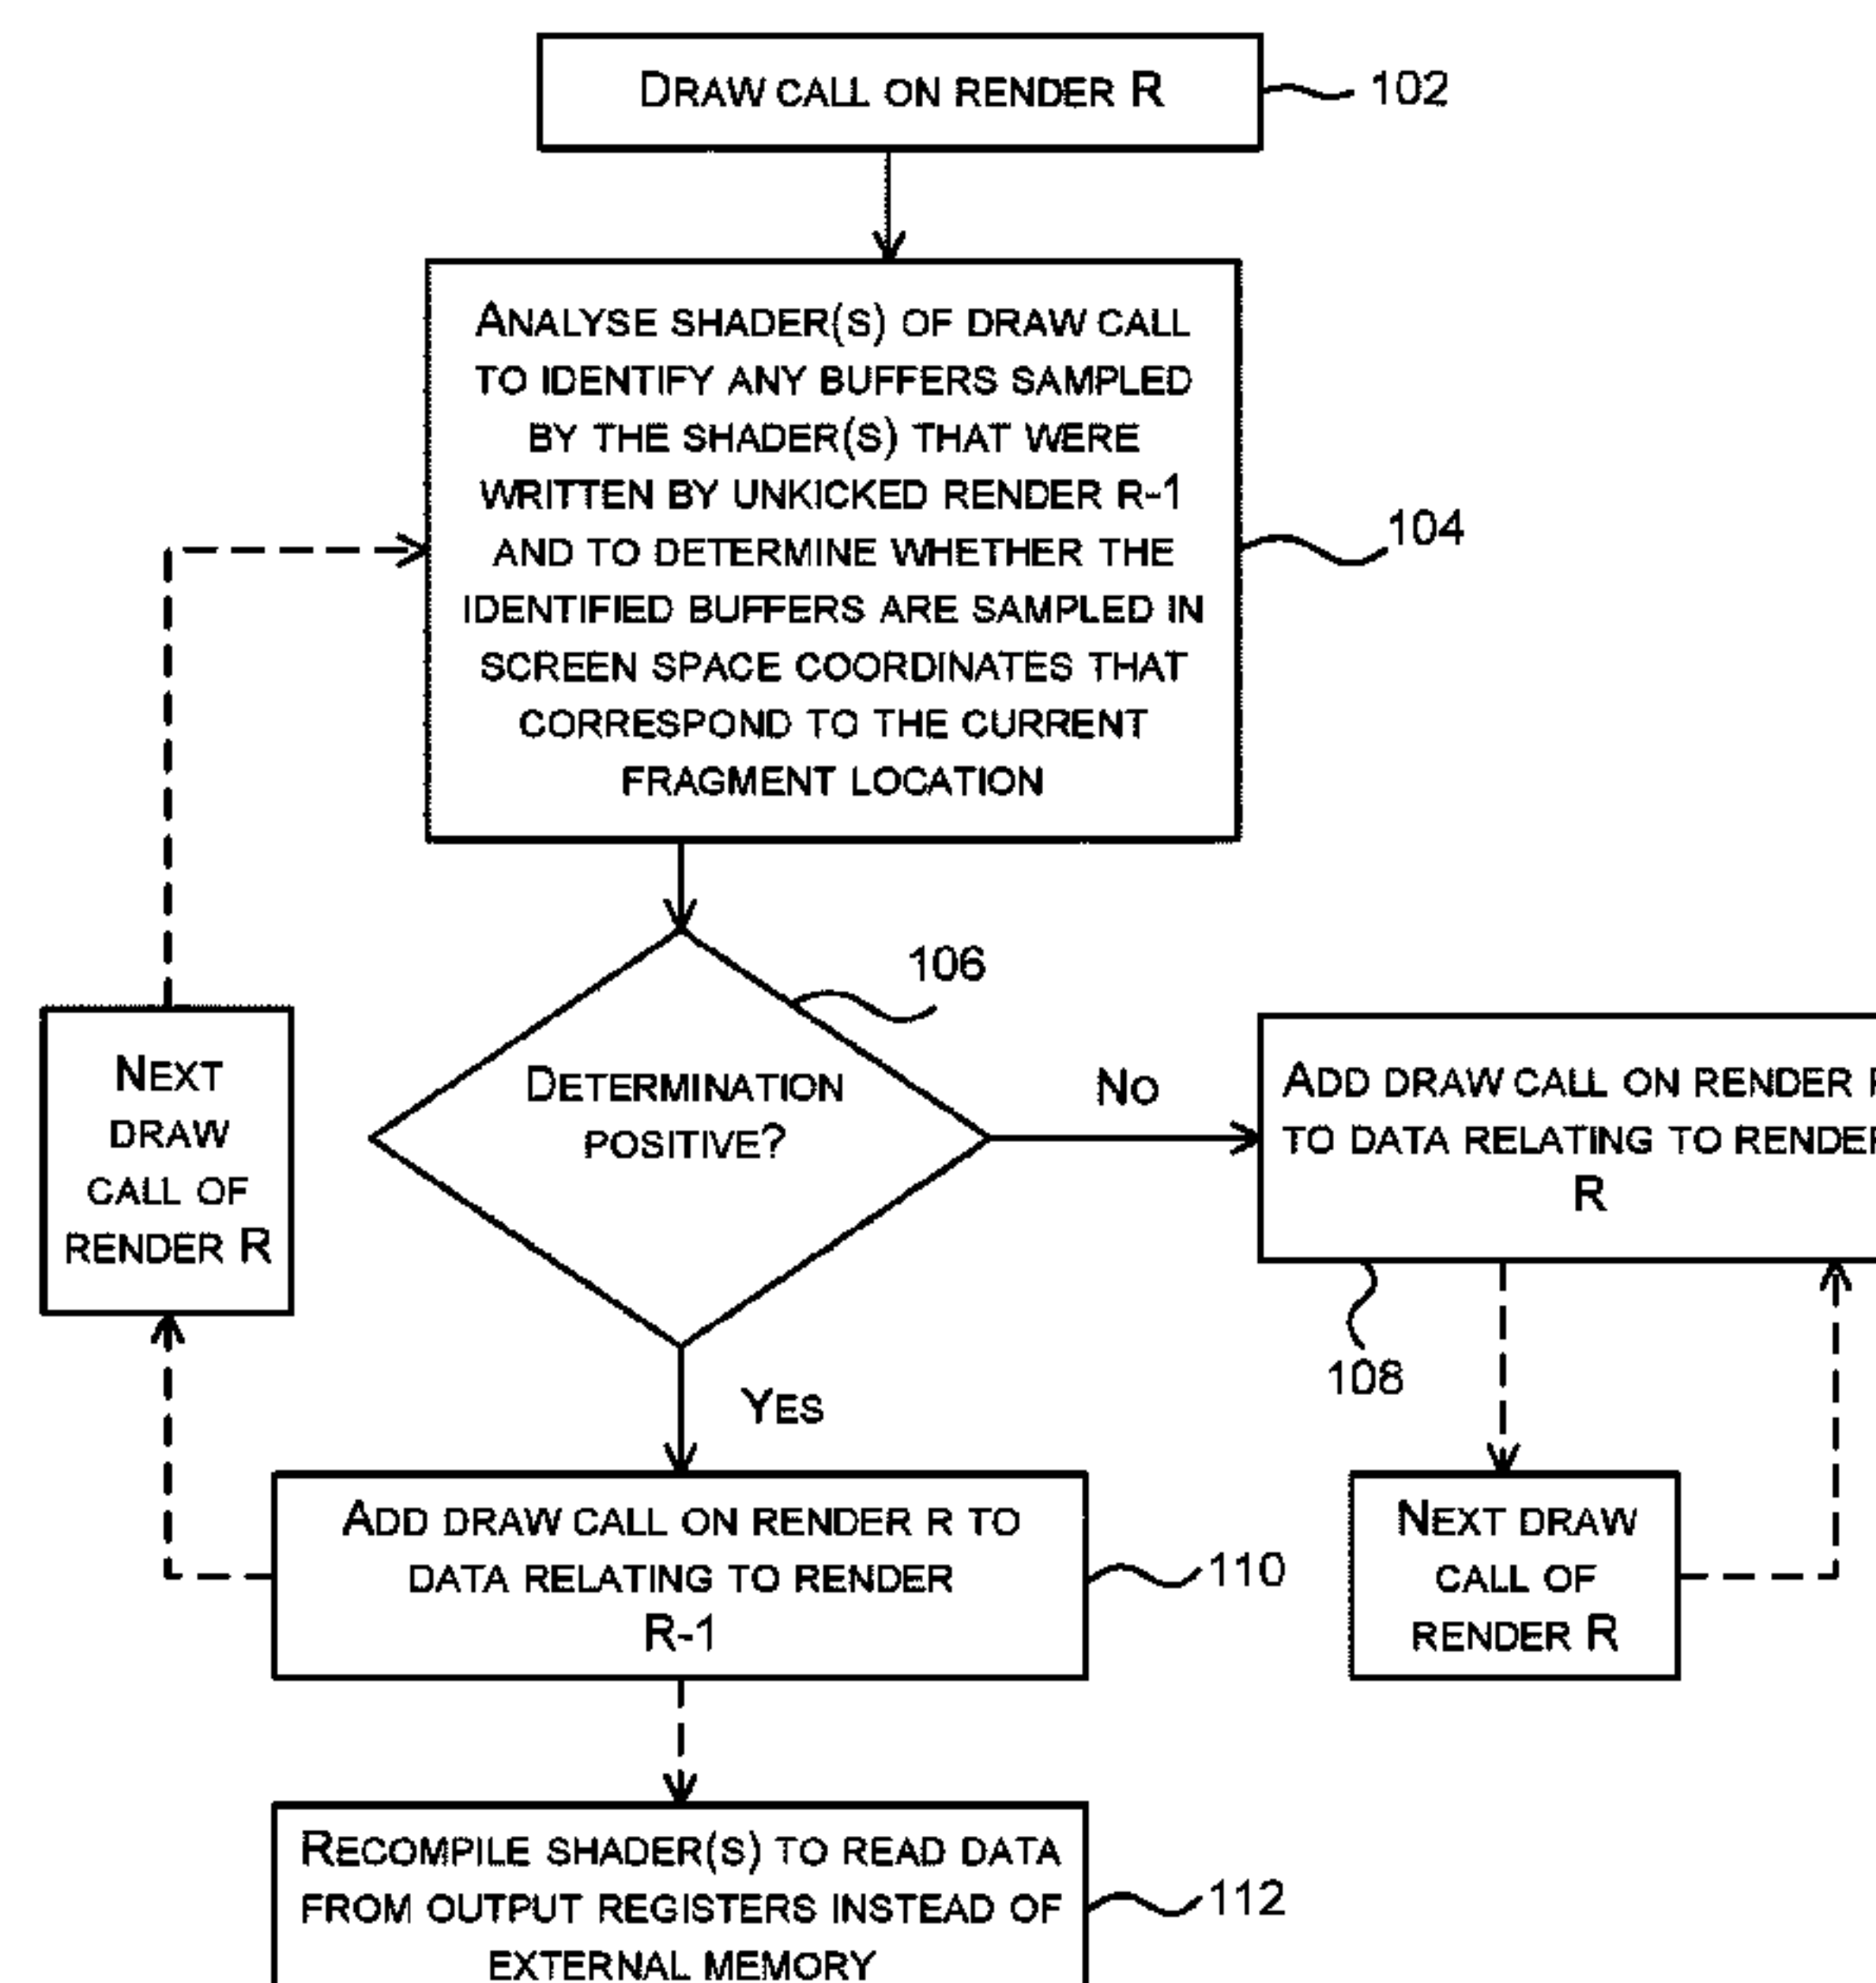 DRAW CALL ON RENDER R
102
ANALYSE SHADER(S) OF DRAW CALL
TO IDENTIFY ANY BUFFERS SAMPLED
BY THE SHADER(S) THAT WERE
WRITTEN BY UNKICKED RENDER R-1
AND TO DETERMINE WHETHER THE
IDENTIFIED BUFFERS ARE SAMPLED IN
SCREEN SPACE COORDINATES THAT
CORRESPOND TO THE CURRENT
FRAGMENT LOCATION
104
106
DETERMINATION
POSITIVE?
NO
ADD DRAW CALL ON RENDER
TO DATA RELATING TO RENDER
R
108
NEXT
DRAW
CALL OF
RENDER R
YES
ADD DRAW CALL ON RENDER R TO
DATA RELATING TO RENDER
R-1
110
NEXT DRAW
CALL OF
RENDER R
RECOMPILE SHADER(S) TO READ DATA
FROM OUTPUT REGISTERS INSTEAD OF
EXTERNAL MEMORY
112